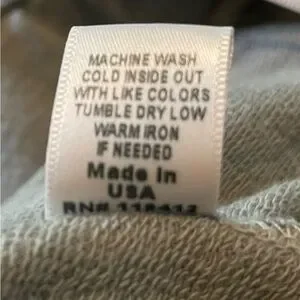 MACHINE WASH
COLD INSIDE OUT
WITH LIKE COLORS
TUMBLE DRY LOW
WARM IRON
IF NEEDED
Made in
USA
RN#